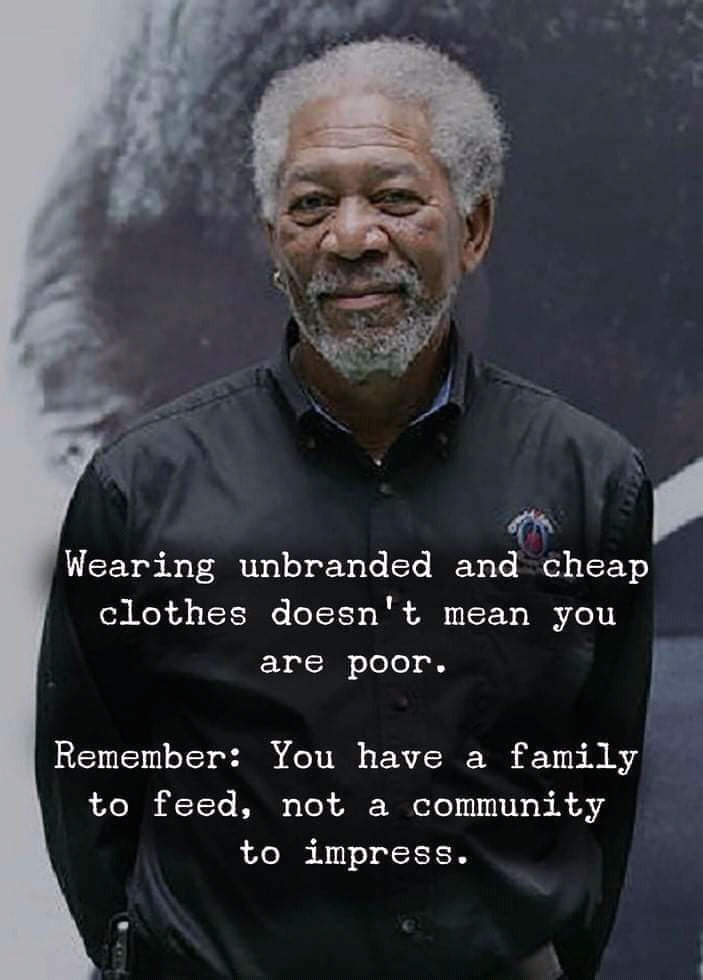 Wearing unbranded and cheap
clothes doesn't mean you
are poor.
Remember: You have a family
to feed, not a community
to impress.